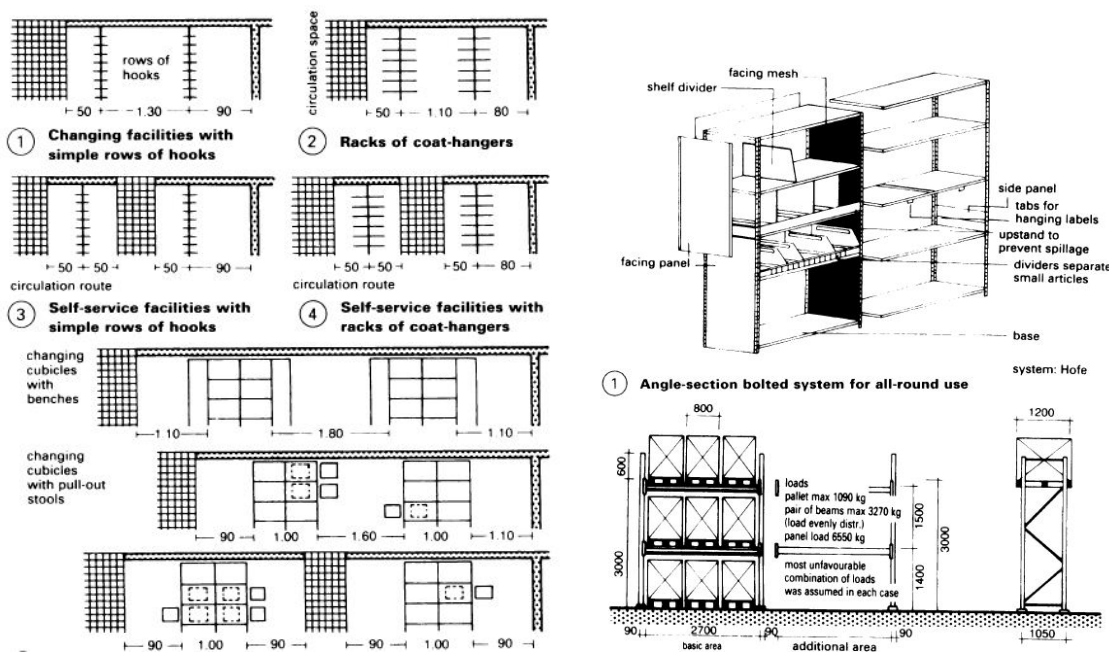 rows of
hooks
50
1.30
90
1 Changing facilities with
simple rows of hooks
circulation space
50
1.10
80
2 Racks of coat-hangers
50 50
50
90
circulation route
3 Self-service facilities with
simple rows of hooks
50 50
50
80
circulation route
4 Self-service facilities with
racks of coat-hangers
changing
cubicles
with
benches
1.10
1.80
1.10
changing
cubicles
with pull-out
stools
90
1.00
1.60
1.00
1.10
90
1.00
90
90
1.00
90
facing mesh
shelf divider
side panel
tabs for
hanging labels
upstand to
prevent spillage
facing panel
dividers separate
small articles
base
system: Hofe
1 Angle-section bolted system for all-round use
800
1200
600
loads
pallet max 1090 kg
pair of beams max 3270 kg
(load evenly distr.)
panel load 6550 kg
most unfavourable
combination of loads
was assumed in each case
3000
1500
1400
3000
90
2700
90
90
basic area
additional area
1050